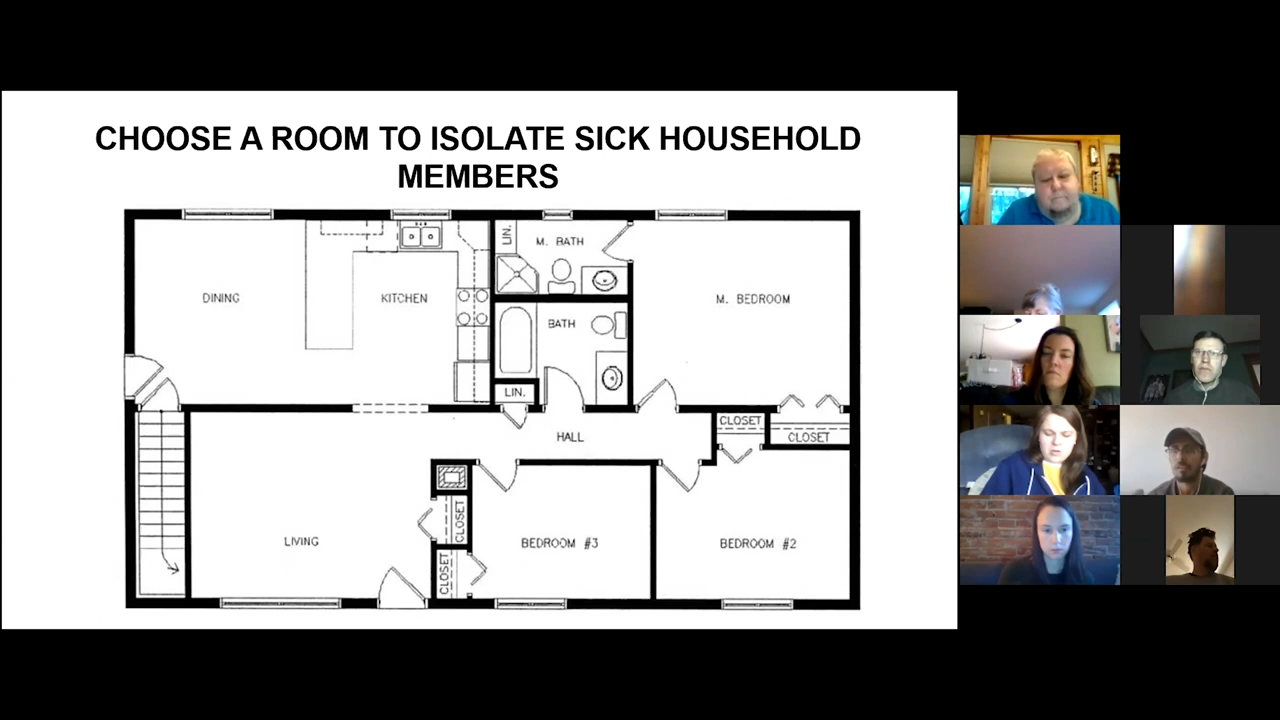 CHOOSE A ROOM TO ISOLATE SICK HOUSEHOLD
MEMBERS
LIN.
M. BATH
DINING
KITCHEN
M. BEDROOM
BATH
LIN.
CLOSET
CLOSET
HALL
CLOSET
LIVING
BEDROOM #3
BEDROOM #2
CLOSET